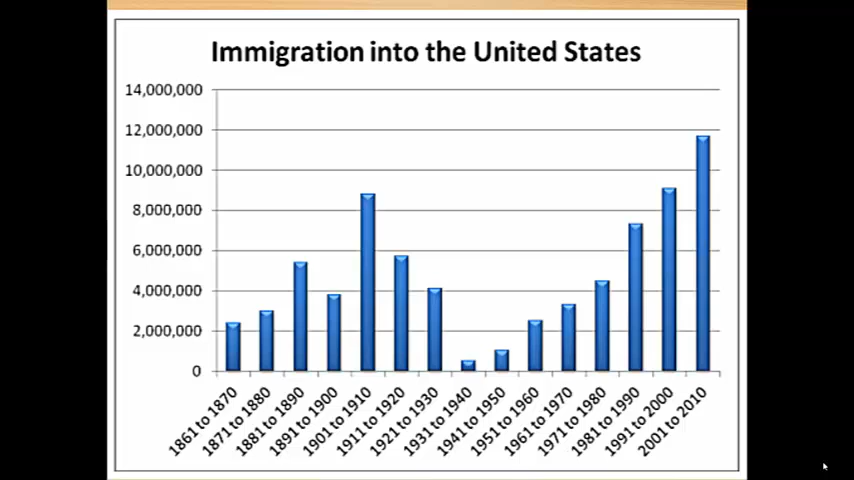 Immigration into the United States
14,000,000
12,000,000
10,000,000
8,000,000
6,000,000
4,000,000
2,000,000
0
1861 to 1870
1871 to 1880
1881 to 1890
1891 to 1900
1901 to 1910
1911 to 1920
1921 to 1930
1931 to 1940
1941 to 1950
1951 to 1960
1961 to 1970
1971 to 1980
1981 to 1990
1991 to 2000
2001 to 2010